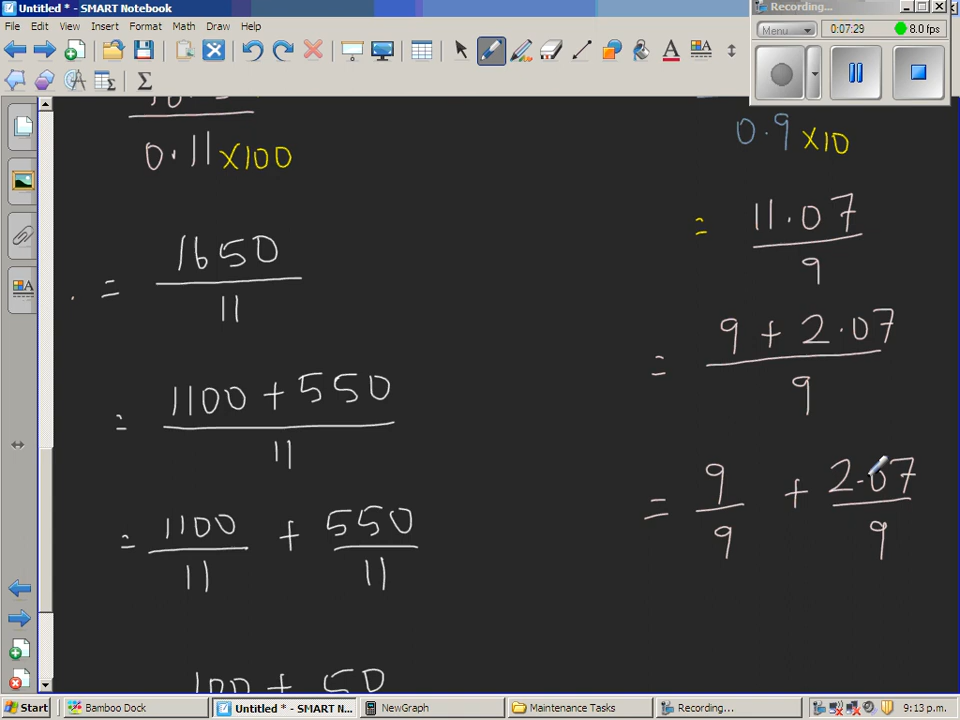 Untitled * - SMART Notebook
Recording...
File Edit View Insert Format Math Draw Help
Menu 0:07:29 8.0 fps
0.11 ×100
0.9 ×10
= 1650
11
= 11.07
9
= 1100 + 550
11
= 9 + 2.07
9
= 1100 + 550
11 11
= 9 + 2.07
9 9
100 + 50
Start Bamboo Dock Untitled * - SMART N... NewGraph Maintenance Tasks Recording... 9:13 p.m.